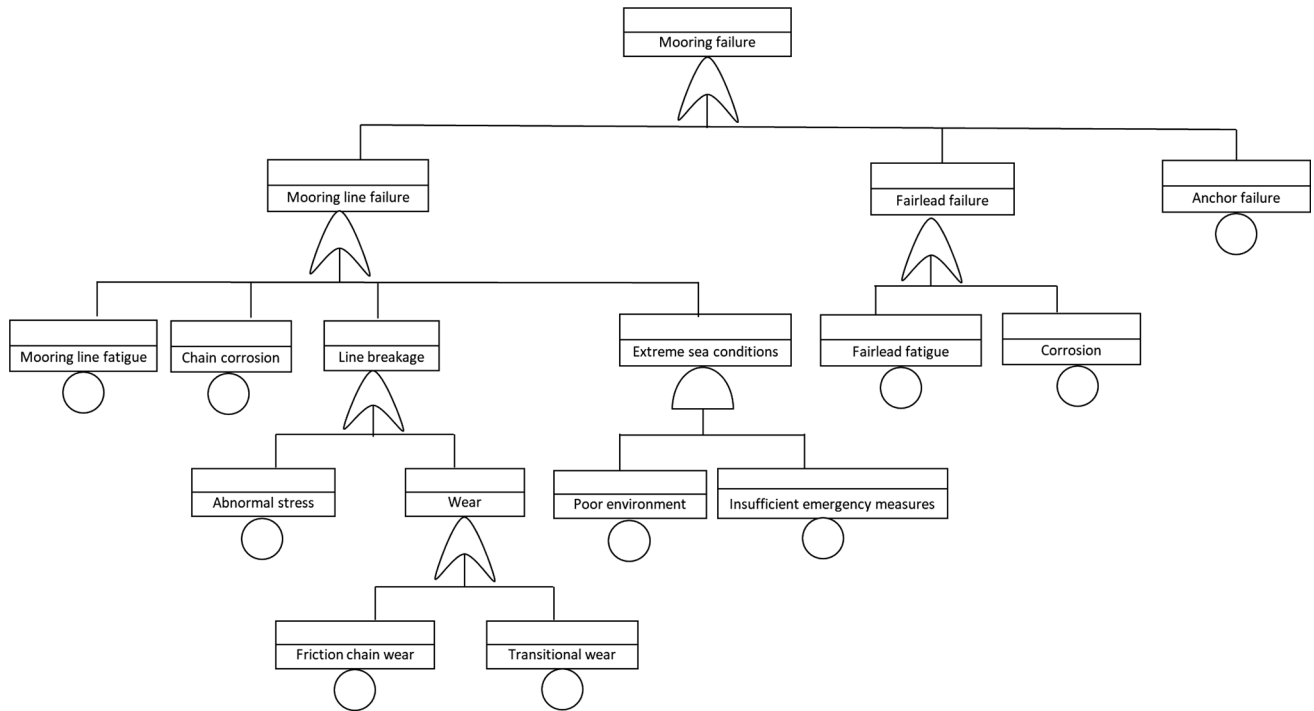 Mooring failure
Mooring line failure
Fairlead failure
Anchor failure
Mooring line fatigue
Chain corrosion
Line breakage
Extreme sea conditions
Fairlead fatigue
Corrosion
Abnormal stress
Wear
Poor environment
Insufficient emergency measures
Friction chain wear
Transitional wear